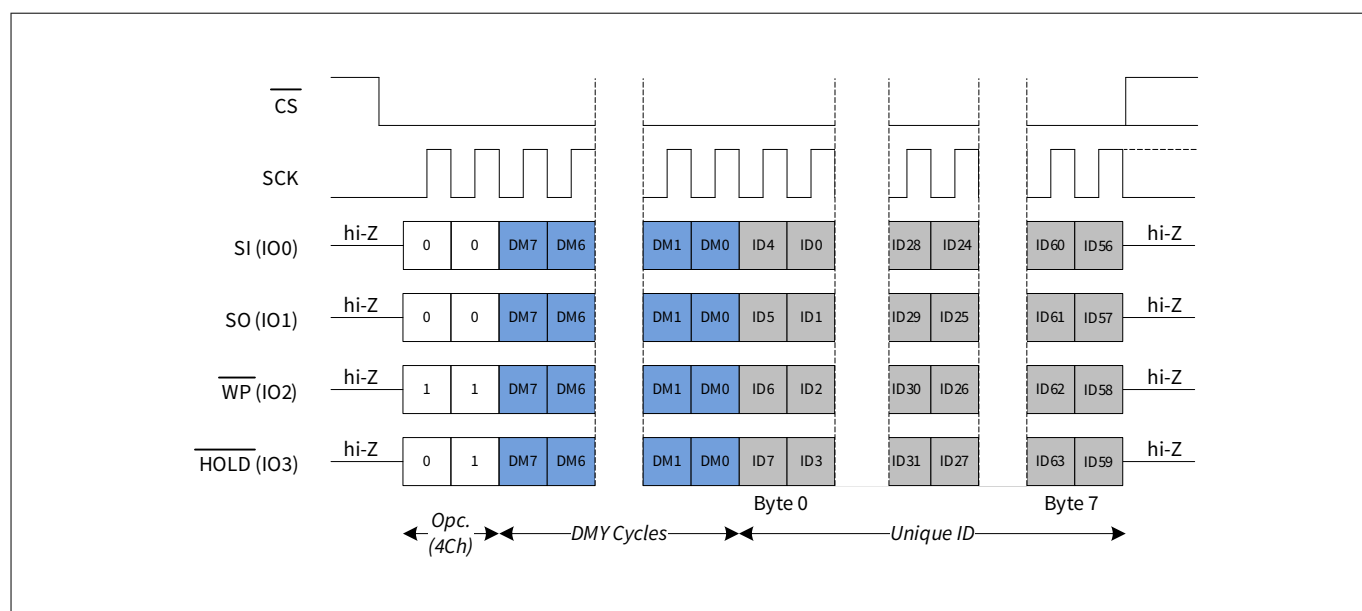 CS
SCK
SI (IO0) hi-Z 0 0 DM7 DM6 DM1 DM0 ID4 ID0 ID28 ID24 ID60 ID56 hi-Z
SO (IO1) hi-Z 0 0 DM7 DM6 DM1 DM0 ID5 ID1 ID29 ID25 ID61 ID57 hi-Z
WP (IO2) hi-Z 1 1 DM7 DM6 DM1 DM0 ID6 ID2 ID30 ID26 ID62 ID58 hi-Z
HOLD (IO3) hi-Z 0 1 DM7 DM6 DM1 DM0 ID7 ID3 ID31 ID27 ID63 ID59 hi-Z
Byte 0 Byte 7
Opc. (4Ch) DMY Cycles Unique ID